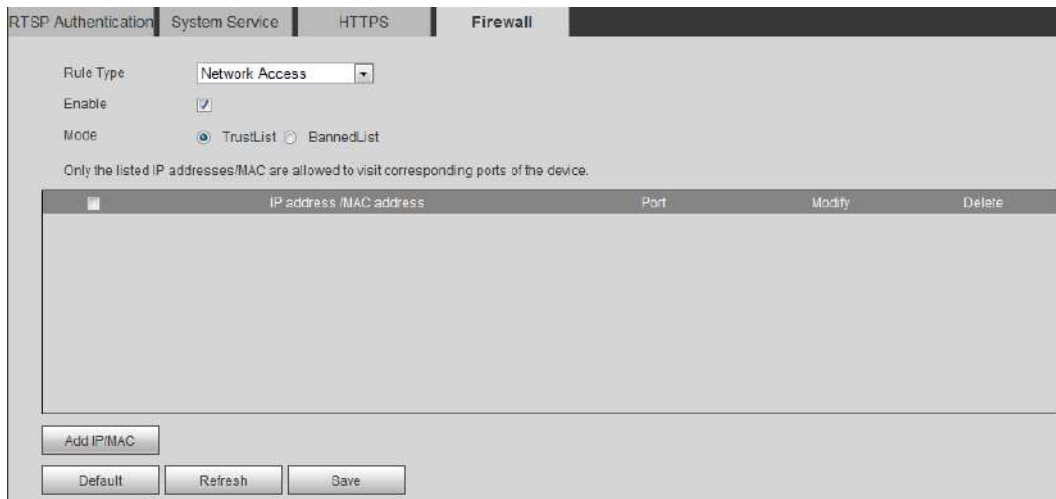 RTSP Authentication System Service HTTPS Firewall
Rule Type Network Access
Enable
Mode TrustList BannedList
Only the listed IP addresses/MAC are allowed to visit corresponding ports of the device.
IP address /MAC address Port Modify Delete
Add IP/MAC
Default Refresh Save